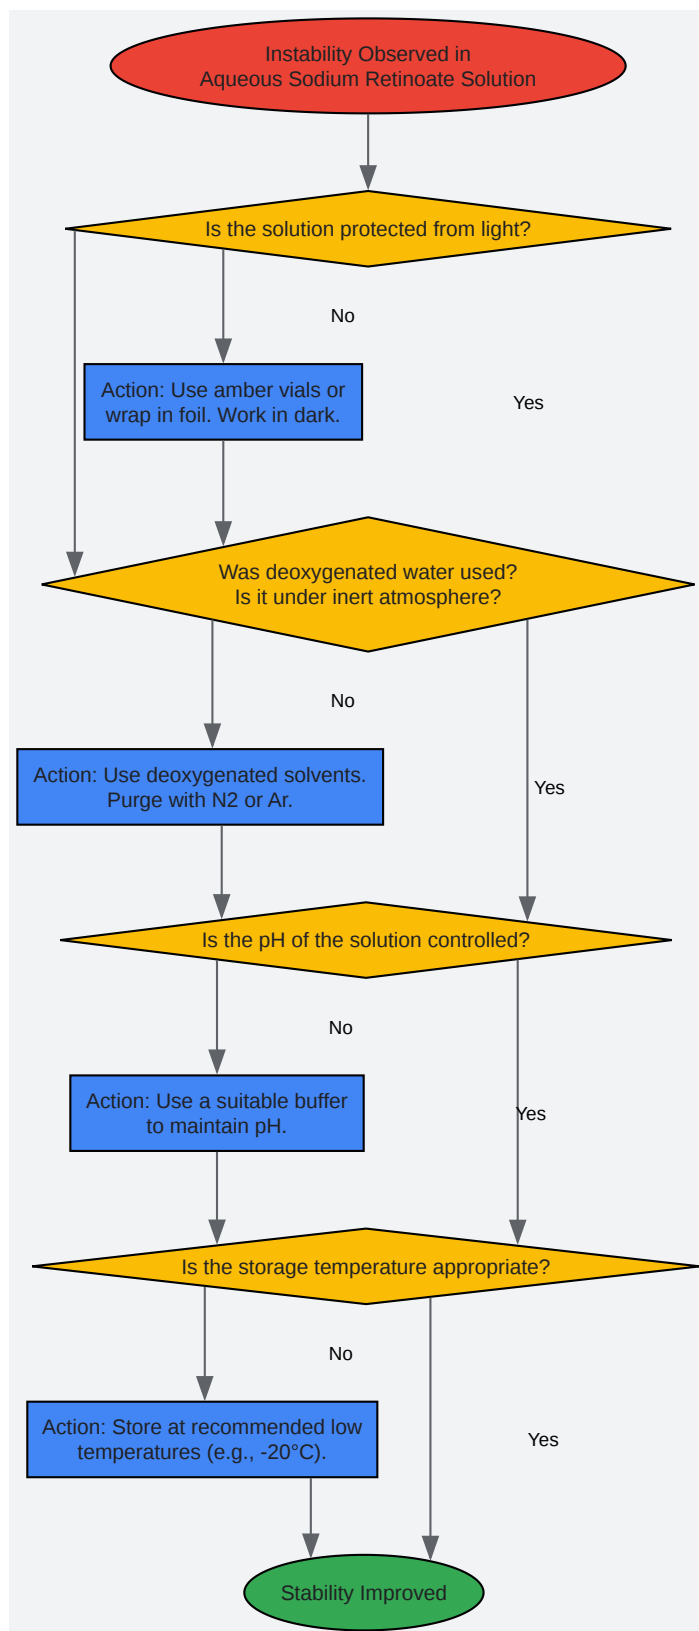 Instability Observed in
Aqueous Sodium Retinoate Solution
Is the solution protected from light?
No
Action: Use amber vials or
wrap in foil. Work in dark.
Yes
Was deoxygenated water used?
Is it under inert atmosphere?
No
Action: Use deoxygenated solvents.
Purge with N2 or Ar.
Yes
Is the pH of the solution controlled?
No
Action: Use a suitable buffer
to maintain pH.
Yes
Is the storage temperature appropriate?
No
Action: Store at recommended low
temperatures (e.g., -20°C).
Yes
Stability Improved